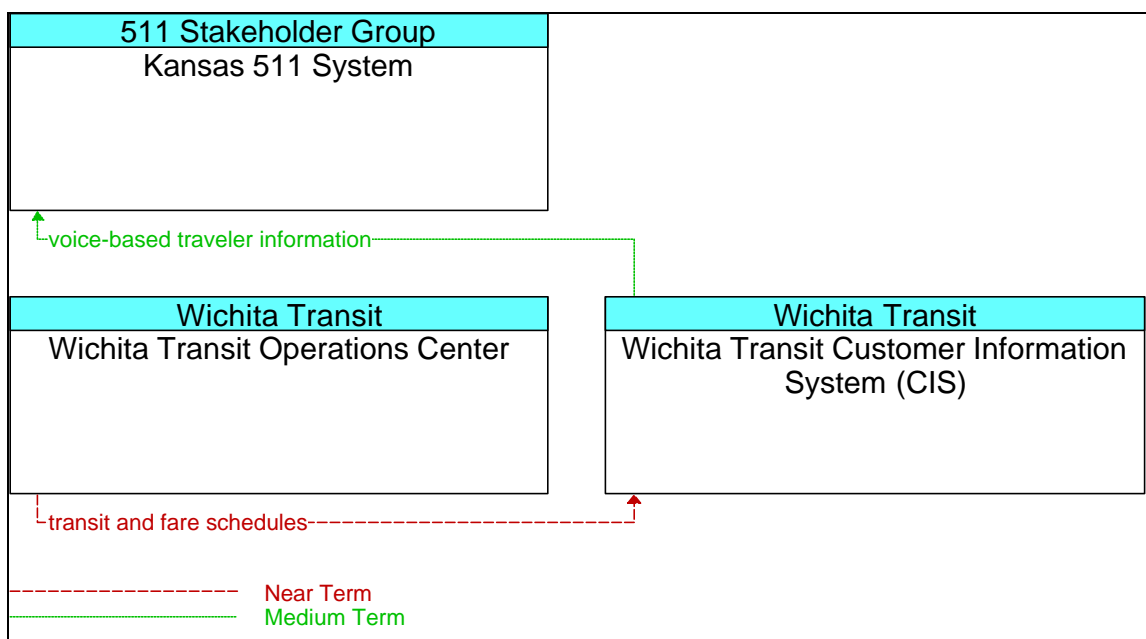 511 Stakeholder Group
Kansas 511 System
voice-based traveler information
Wichita Transit
Wichita Transit Operations Center
Wichita Transit
Wichita Transit Customer Information
System (CIS)
transit and fare schedules
Near Term
Medium Term